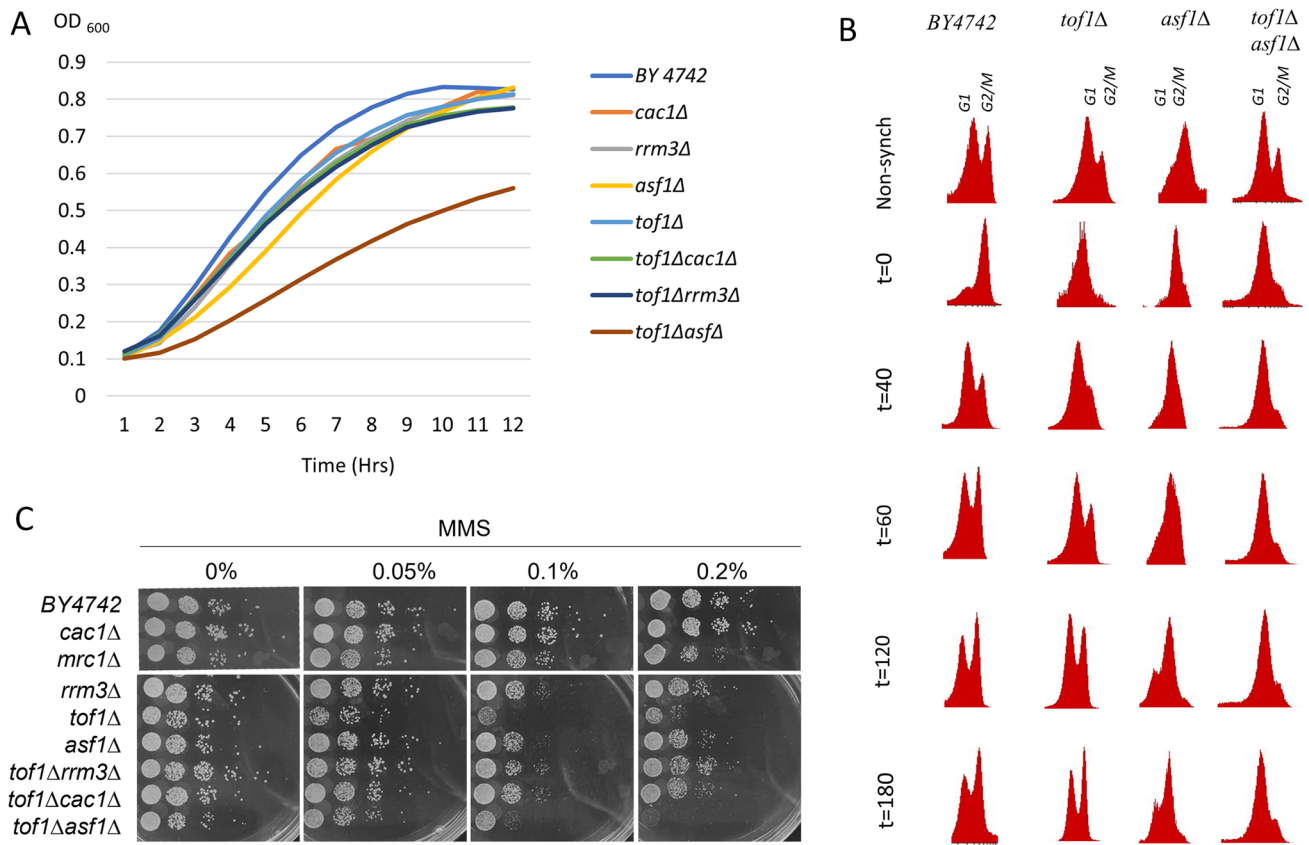 A
OD 600
0.9
0.8
0.7
0.6
0.5
0.4
0.3
0.2
0.1
0
1 2 3 4 5 6 7 8 9 10 11 12
Time (Hrs)
BY 4742
cac1Δ
rrm3Δ
asf1Δ
tof1Δ
tof1Δcac1Δ
tof1Δrrm3Δ
tof1ΔasfΔ
B
BY4742 tof1Δ asf1Δ tof1Δ
asf1Δ
G1 G2/M G1 G2/M G1 G2/M G1 G2/M
Non-synch
t=0
t=40
t=60
t=120
t=180
C
MMS
0% 0.05% 0.1% 0.2%
BY4742
cac1Δ
mrc1Δ
rrm3Δ
tof1Δ
asf1Δ
tof1Δrrm3Δ
tof1Δcac1Δ
tof1Δasf1Δ